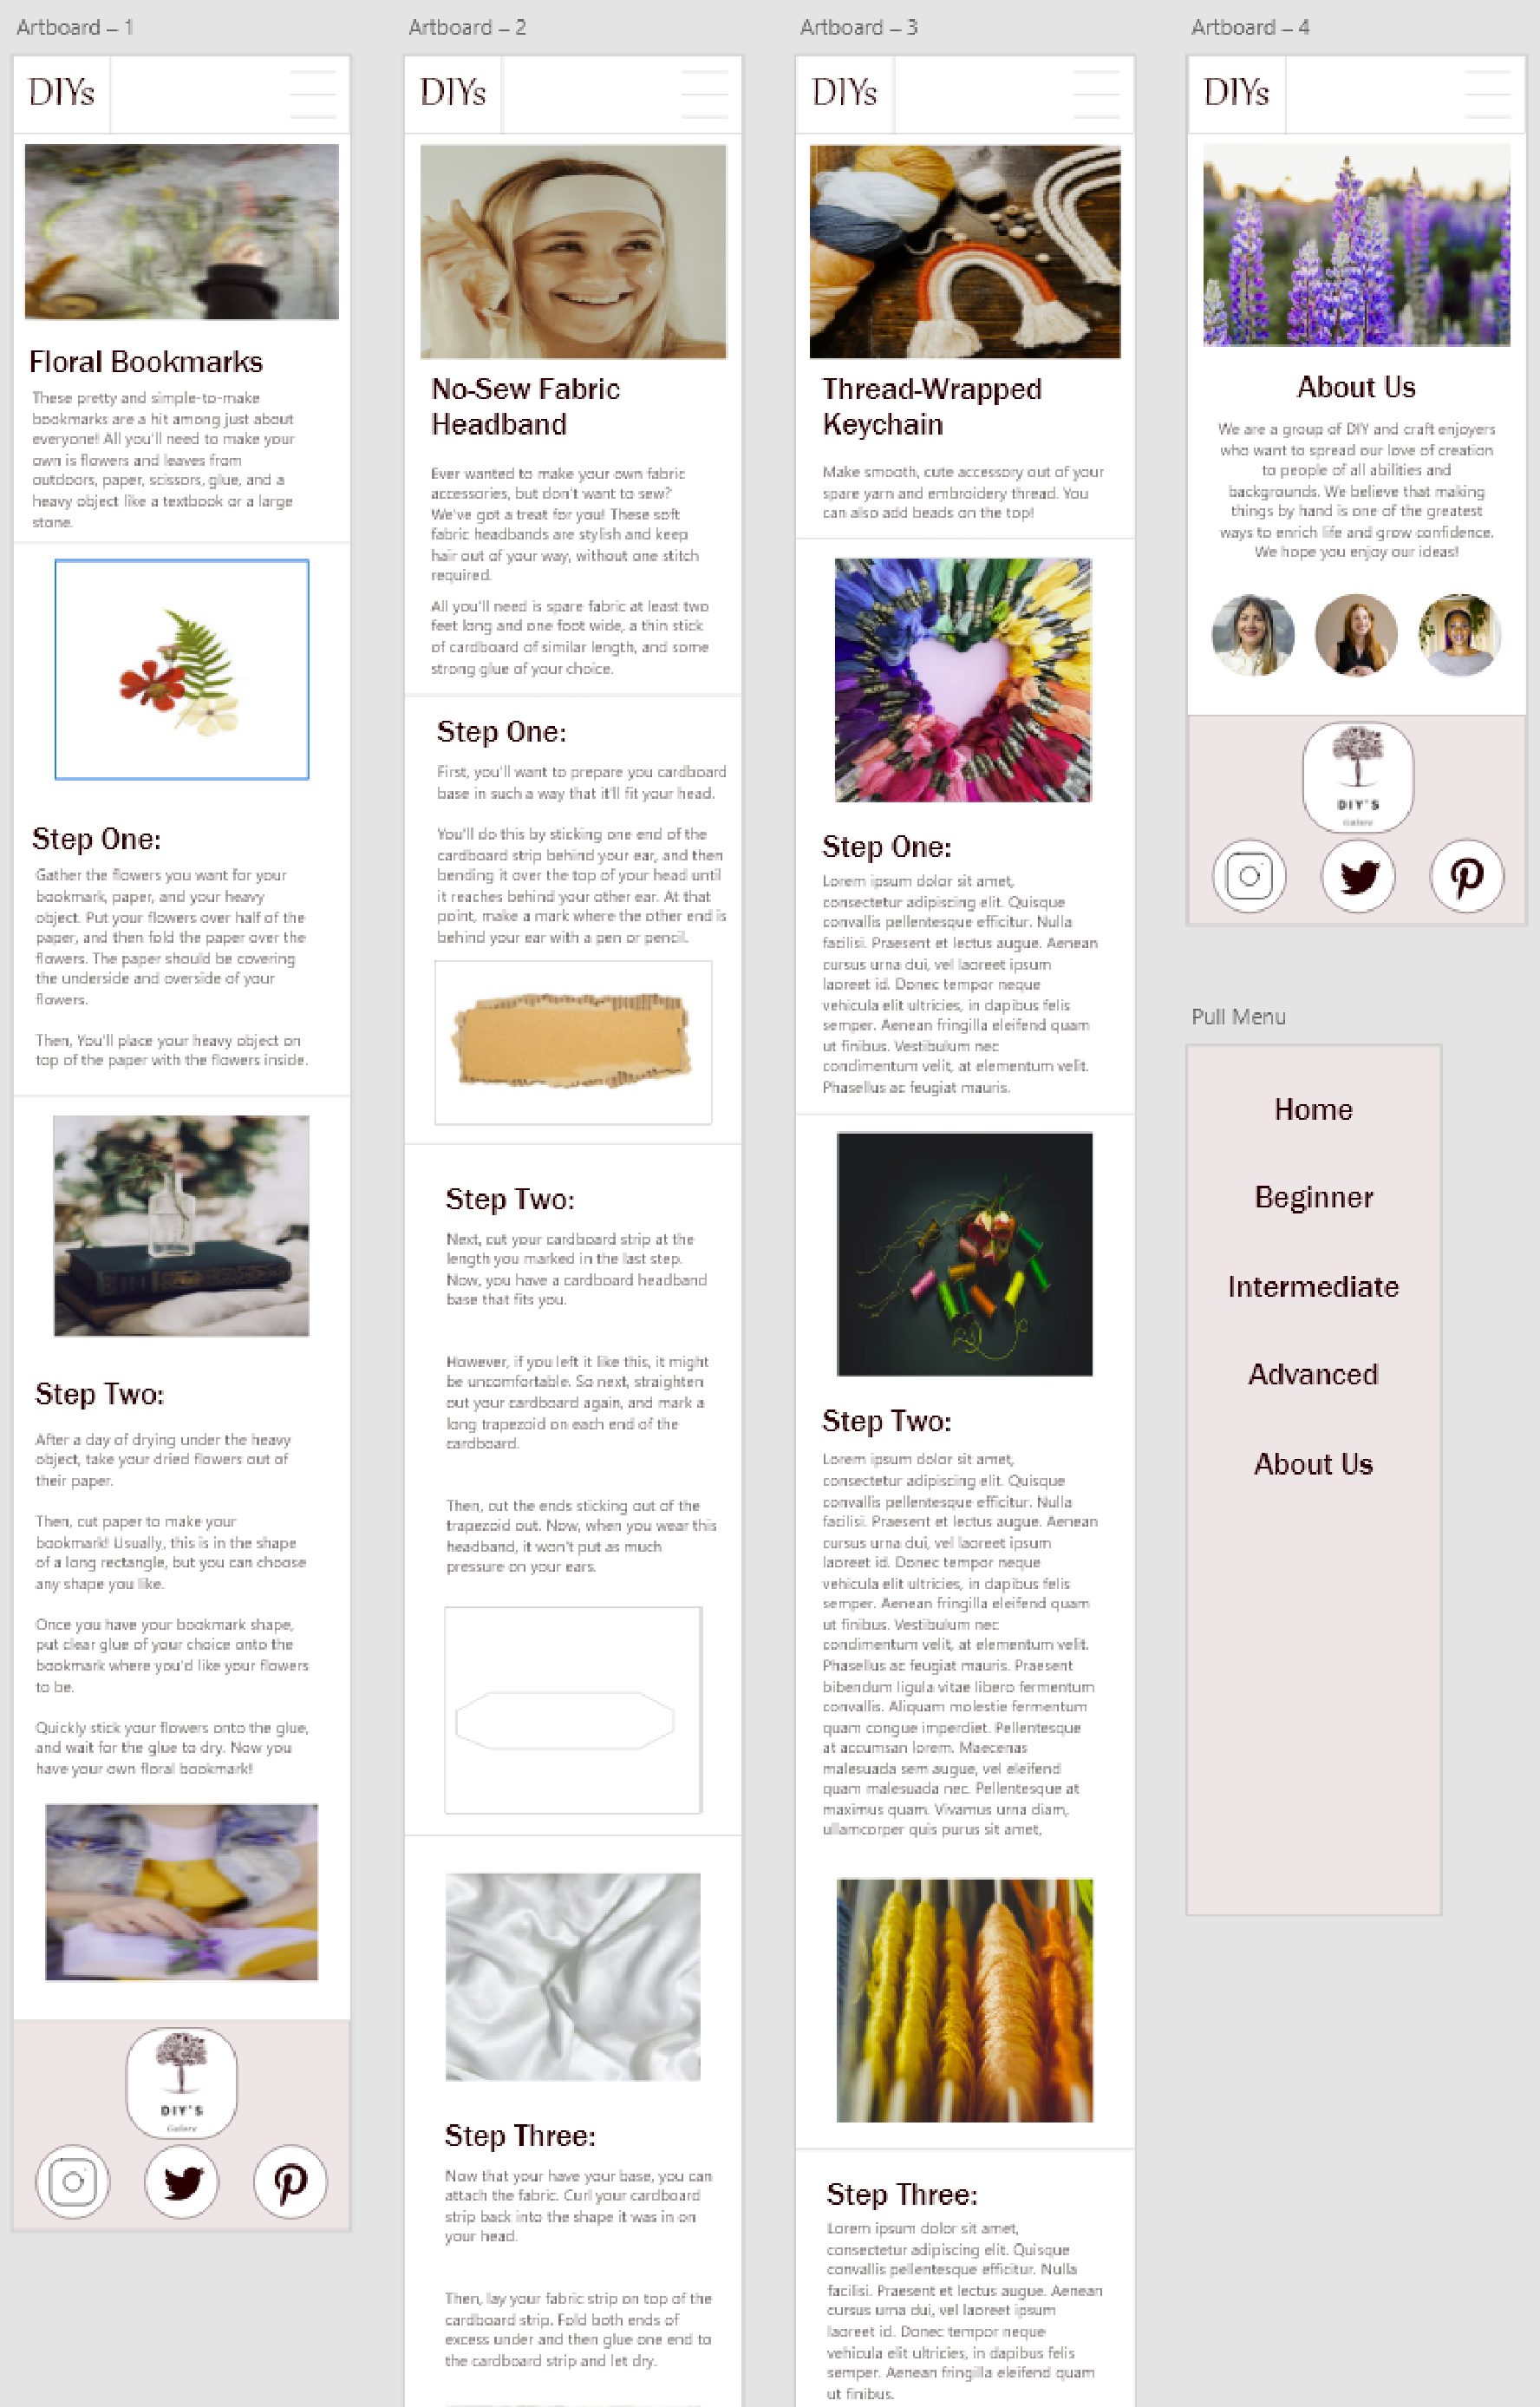 Artboard – 1
DIYs
Floral Bookmarks
These pretty and simple-to-make
bookmarks are a hit among just about
everyone! All you'll need to make your
own is flowers and leaves from
outdoors, paper, scissors, glue, and a
heavy object like a textbook or a large
stone.
Step One:
Gather the flowers you want for your
bookmark, paper, and your heavy
object. Put your flowers over half of the
paper, and then fold the paper over the
flowers. The paper should be covering
the underside and overside of your
flowers.
Then, You'll place your heavy object on
top of the paper with the flowers inside.
Step Two:
After a day of drying under the heavy
object, take your dried flowers out of
their paper.
Then, cut paper to make your
bookmark! Usually, this is in the shape
of a long rectangle, but you can choose
any shape you like.
Once you have your bookmark shape,
put clear glue of your choice onto the
bookmark where you'd like your flowers
to be.
Quickly stick your flowers onto the glue,
and wait for the glue to dry. Now you
have your own floral bookmark!
DIY'S
Galore
Artboard – 2
DIYs
No-Sew Fabric
Headband
Ever wanted to make your own fabric
accessories, but don't want to sew?
We've got a treat for you! These soft
fabric headbands are stylish and keep
hair out of your way, without one stitch
required.
All you'll need is spare fabric at least two
feet long and one foot wide, a thin stick
of cardboard of similar length, and some
strong glue of your choice.
Step One:
First, you'll want to prepare you cardboard
base in such a way that it'll fit your head.
You'll do this by sticking one end of the
cardboard strip behind your ear, and then
bending it over the top of your head until
it reaches behind your other ear. At that
point, make a mark where the other end is
behind your ear with a pen or pencil.
Step Two:
Next, cut your cardboard strip at the
length you marked in the last step.
Now, you have a cardboard headband
base that fits you.
However, if you left it like this, it might
be uncomfortable. So next, straighten
out your cardboard again, and mark a
long trapezoid on each end of the
cardboard.
Then, cut the ends sticking out of the
trapezoid out. Now, when you wear this
headband, it won't put as much
pressure on your ears.
Step Three:
Now that your have your base, you can
attach the fabric. Curl your cardboard
strip back into the shape it was in on
your head.
Then, lay your fabric strip on top of the
cardboard strip. Fold both ends of
excess under and then glue one end to
the cardboard strip and let dry.
Artboard – 3
DIYs
Thread-Wrapped
Keychain
Make smooth, cute accessory out of your
spare yarn and embroidery thread. You
can also add beads on the top!
Step One:
Lorem ipsum dolor sit amet,
consectetur adipiscing elit. Quisque
convallis pellentesque efficitur. Nulla
facilisi. Praesent et lectus augue. Aenean
cursus urna dui, vel laoreet ipsum
laoreet id. Donec tempor neque
vehicula elit ultricies, in dapibus felis
semper. Aenean fringilla eleifend quam
ut finibus. Vestibulum nec
condimentum velit, at elementum velit.
Phasellus ac feugiat mauris.
Step Two:
Lorem ipsum dolor sit amet,
consectetur adipiscing elit. Quisque
convallis pellentesque efficitur. Nulla
facilisi. Praesent et lectus augue. Aenean
cursus urna dui, vel laoreet ipsum
laoreet id. Donec tempor neque
vehicula elit ultricies, in dapibus felis
semper. Aenean fringilla eleifend quam
ut finibus. Vestibulum nec
condimentum velit, at elementum velit.
Phasellus ac feugiat mauris. Praesent
bibendum ligula vitae libero fermentum
convallis. Aliquam molestie fermentum
quam congue imperdiet. Pellentesque
at accumsan lorem. Maecenas
malesuada sem augue, vel eleifend
quam malesuada nec. Pellentesque at
maximus quam. Vivamus urna diam,
ullamcorper quis purus sit amet,
Step Three:
Lorem ipsum dolor sit amet,
consectetur adipiscing elit. Quisque
convallis pellentesque efficitur. Nulla
facilisi. Praesent et lectus augue. Aenean
cursus urna dui, vel laoreet ipsum
laoreet id. Donec tempor neque
vehicula elit ultricies, in dapibus felis
semper. Aenean fringilla eleifend quam
ut finibus.
Artboard – 4
DIYs
About Us
We are a group of DIY and craft enjoyers
who want to spread our love of creation
to people of all abilities and
backgrounds. We believe that making
things by hand is one of the greatest
ways to enrich life and grow confidence.
We hope you enjoy our ideas!
DIY'S
Galore
Pull Menu
Home
Beginner
Intermediate
Advanced
About Us